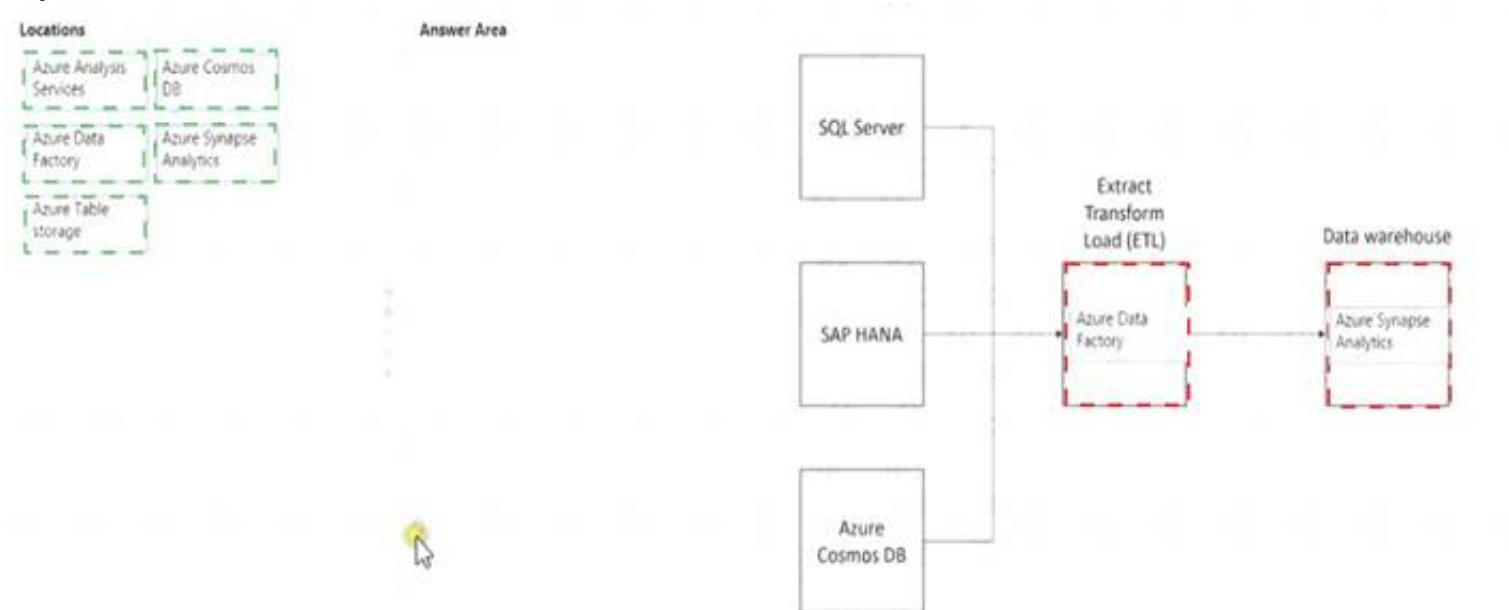 Locations
Azure Analysis
Services
Azure Cosmos
DB
Azure Data
Factory
Azure Synapse
Analytics
Azure Table
storage
Answer Area
SQL Server
SAP HANA
Azure
Cosmos DB
Extract
Transform
Load (ETL)
Azure Data
Factory
Data warehouse
Azure Synapse
Analytics